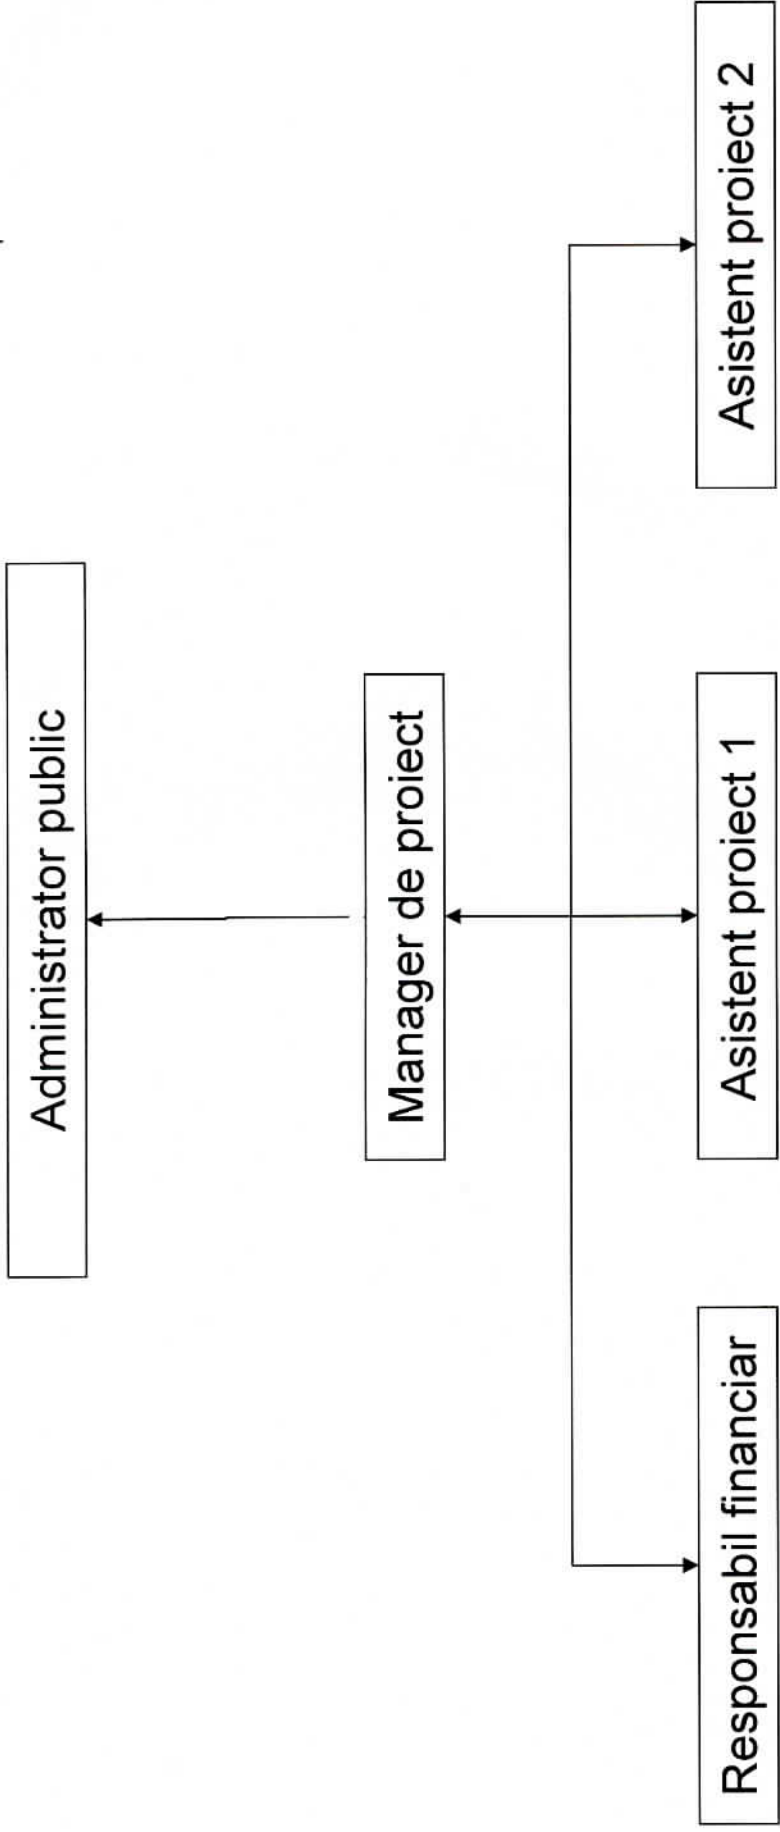 Administrator public
Manager de proiect
Responsabil financiar
Asistent proiect 1
Asistent proiect 2